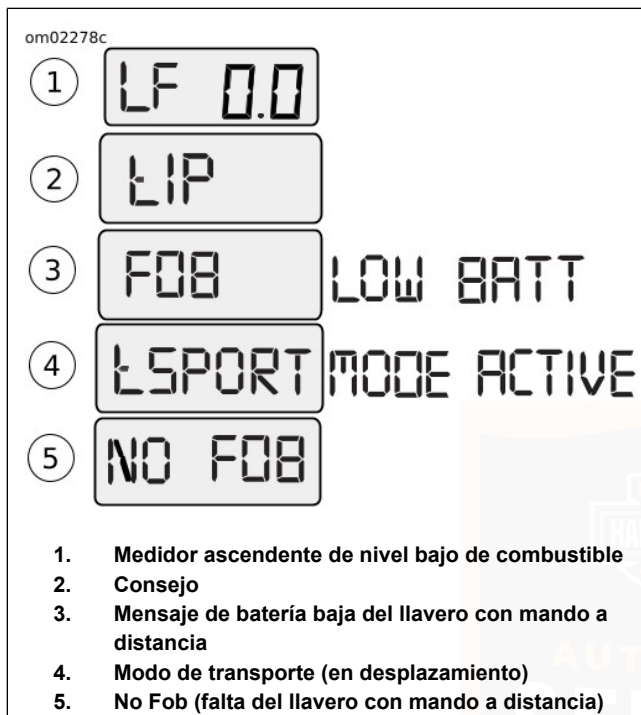 om02278c
1 LF 0.0
2 tIP
3 FOB LOW BATT
4 tSPORT MODE ACTIVE
5 NO FOB
1. Medidor ascendente de nivel bajo de combustible
2. Consejo
3. Mensaje de batería baja del llavero con mando a
distancia
4. Modo de transporte (en desplazamiento)
5. No Fob (falta del llavero con mando a distancia)